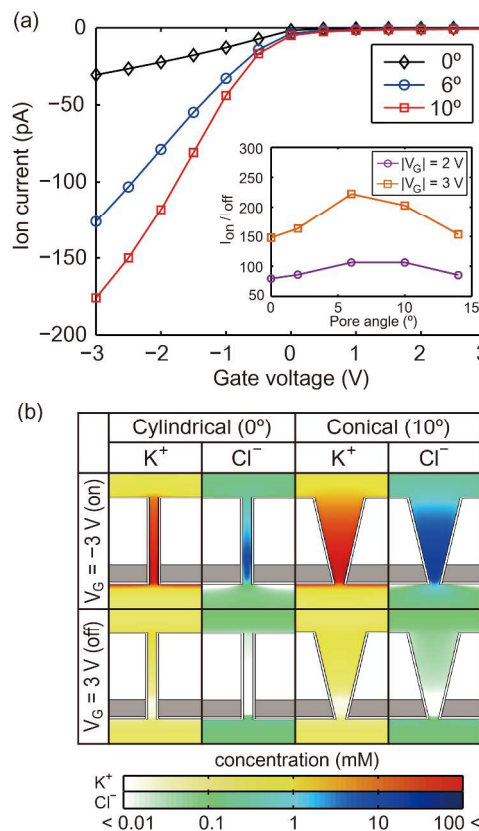 (a)
0
−50
−100
−150
−200
Ion current (pA)
−3 −2 −1 0 1 2 3
Gate voltage (V)
0º
6º
10º
300
250
200
150
100
50
I_on/I_off
0 5 10 15
Pore angle (º)
|V_G| = 2 V
|V_G| = 3 V
(b)
Cylindrical (0º) Conical (10º)
K⁺ Cl⁻ K⁺ Cl⁻
V_G = −3 V (on)
V_G = 3 V (off)
concentration (mM)
K⁺
Cl⁻
< 0.01 0.1 1 10 100 <